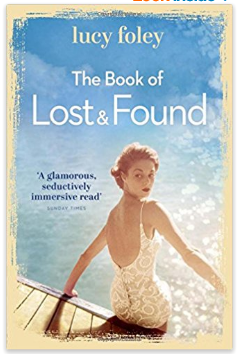 lucy foley
The Book of
Lost & Found
'A glamorous,
seductively
immersive read'
SUNDAY TIMES